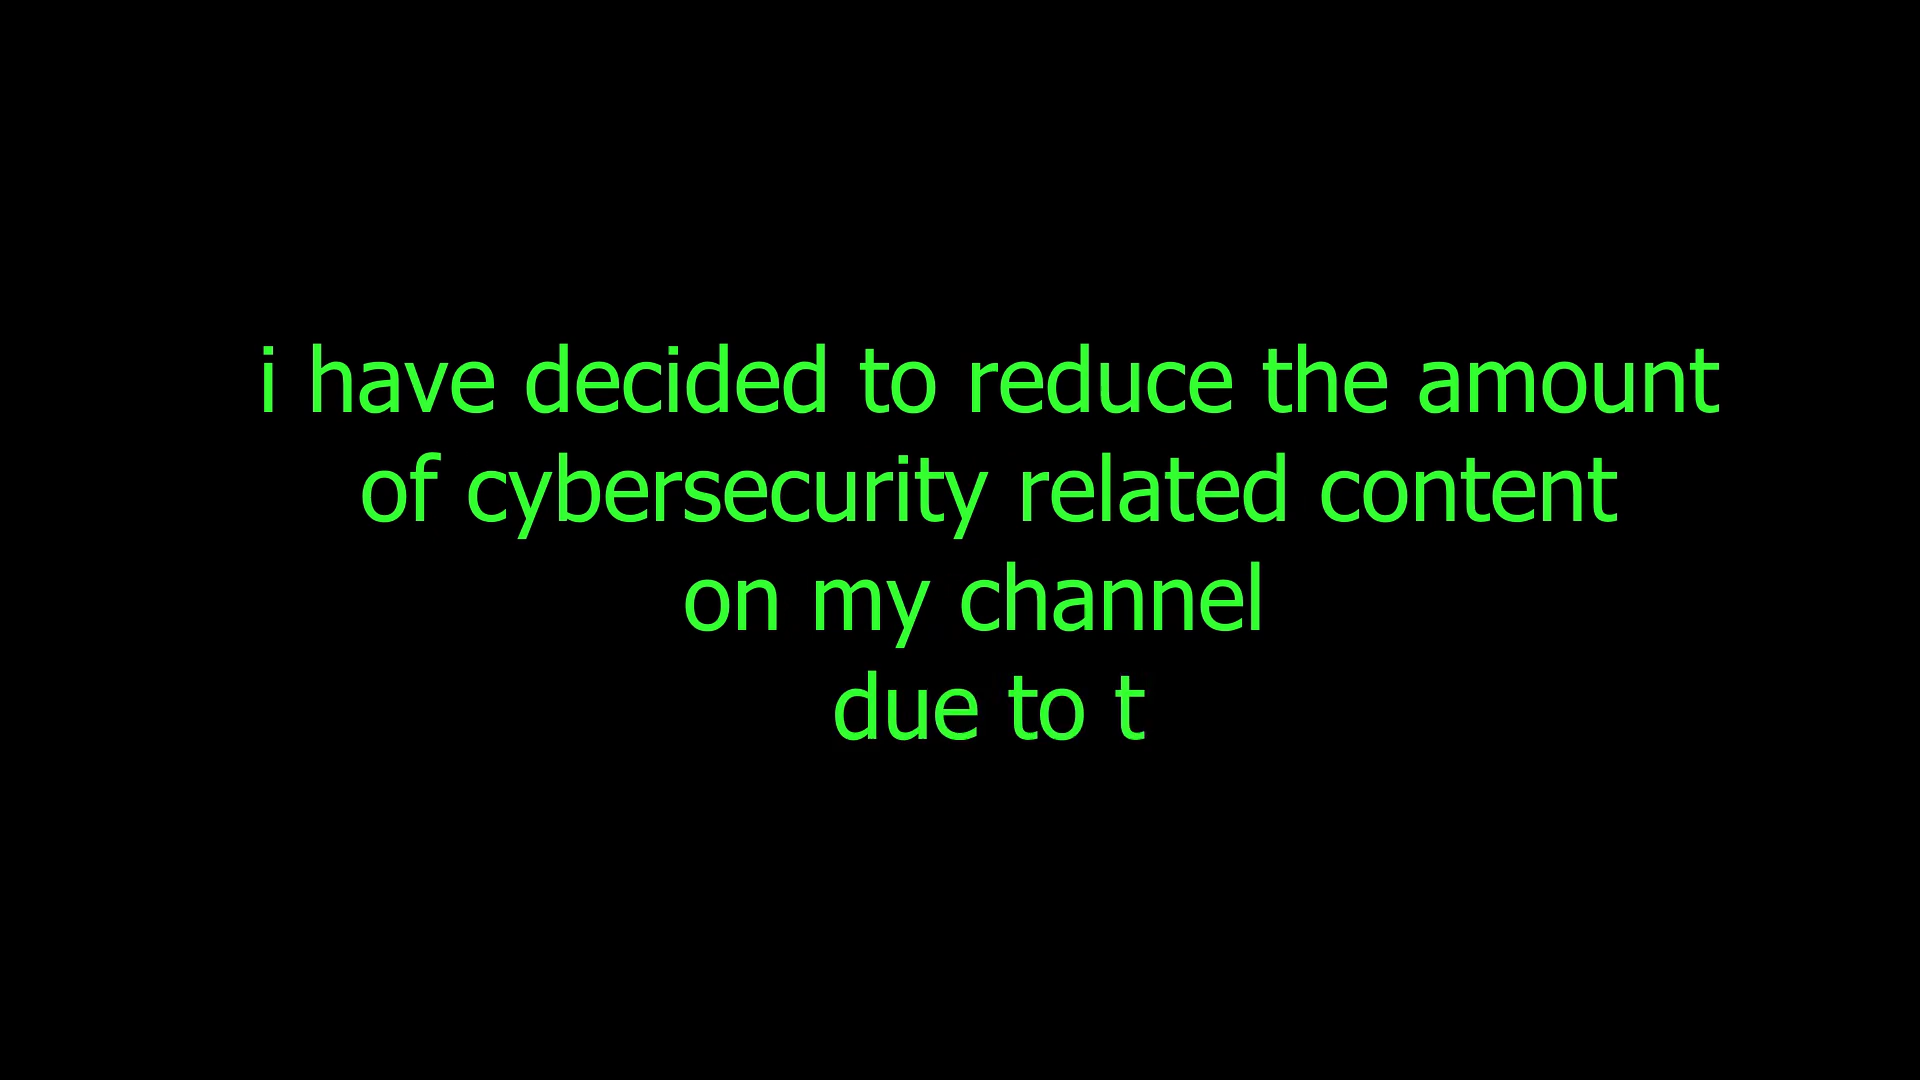 i have decided to reduce the amount
of cybersecurity related content
on my channel
due to t